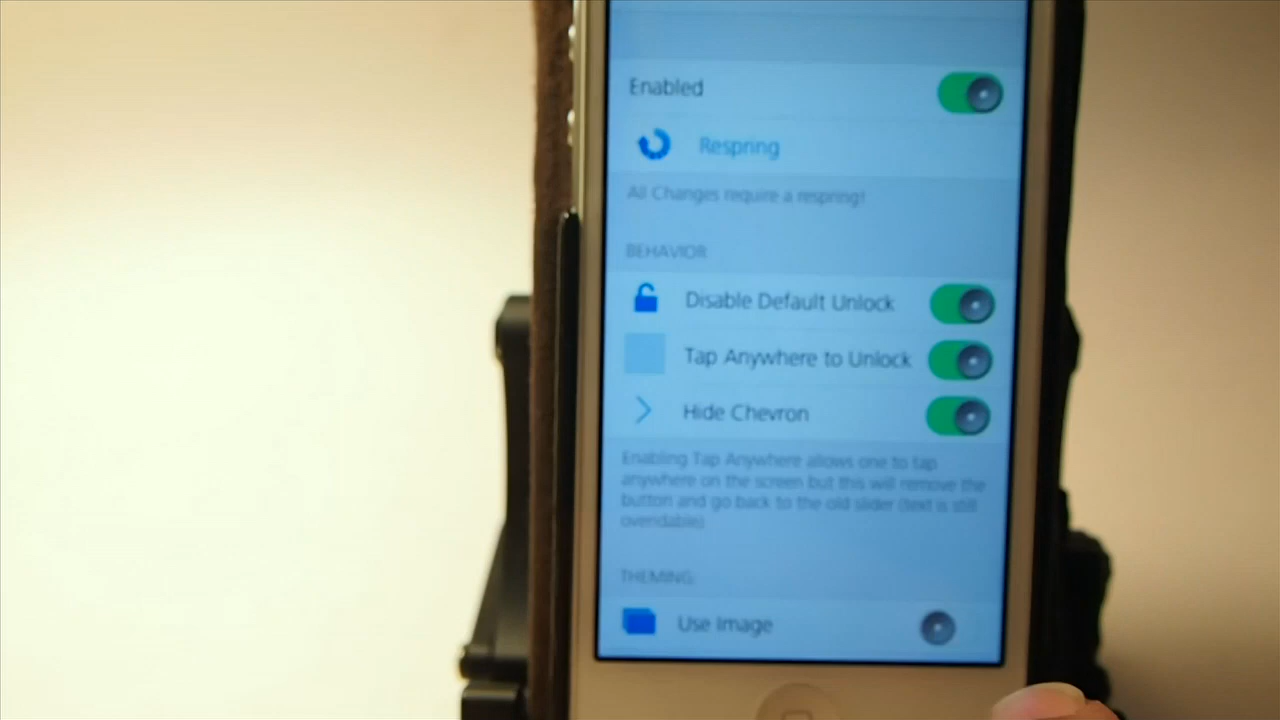 Enabled
Respring
All Changes require a respring!
BEHAVIOR
Disable Default Unlock
Tap Anywhere to Unlock
Hide Chevron
Enabling Tap Anywhere allows one to tap
anywhere on the screen but this will remove the
button and go back to the old slider (text is still
overidable)
THEMING
Use Image